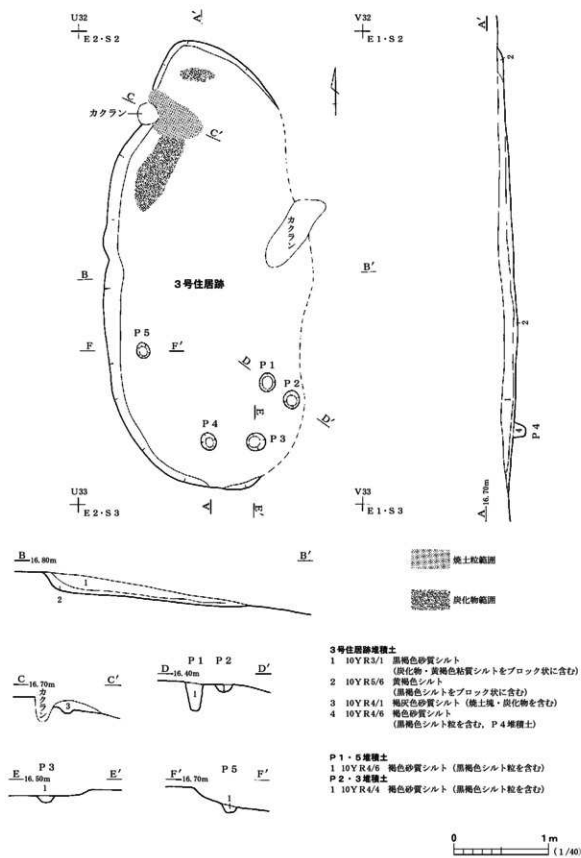 U32
E2・S2
A'
V32
E1・S2
A'
2
C
カクラン
C'
カクラン
B
3号住居跡
B'
2
F
P5
F'
D
P1
P2
E
D'
P4
P3
1
4
P4
U33
E2・S3
A
E'
V33
E1・S3
A 16.70m
B 16.80m
B'
1
2
焼土粒範囲
炭化物範囲
C 16.70m
C'
カクラン
3
D 16.40m
P1 P2
D'
1
E 16.50m
P3
E'
1
F' 16.70m
P5
F'
1
3号住居跡堆積土
1 10YR3/1 黒褐色砂質シルト
(炭化物・黄褐色粘質シルトをブロック状に含む)
2 10YR5/6 黄褐色シルト
(黒褐色シルトをブロック状に含む)
3 10YR4/1 褐灰色砂質シルト(焼土塊・炭化物を含む)
4 10YR4/6 褐色砂質シルト
(黒褐色シルト粒を含む、P4堆積土)
P1・5堆積土
1 10YR4/6 褐色砂質シルト(黒褐色シルト粒を含む)
P2・3堆積土
1 10YR4/4 褐色砂質シルト(黒褐色シルト粒を含む)
0 1m
(1/40)